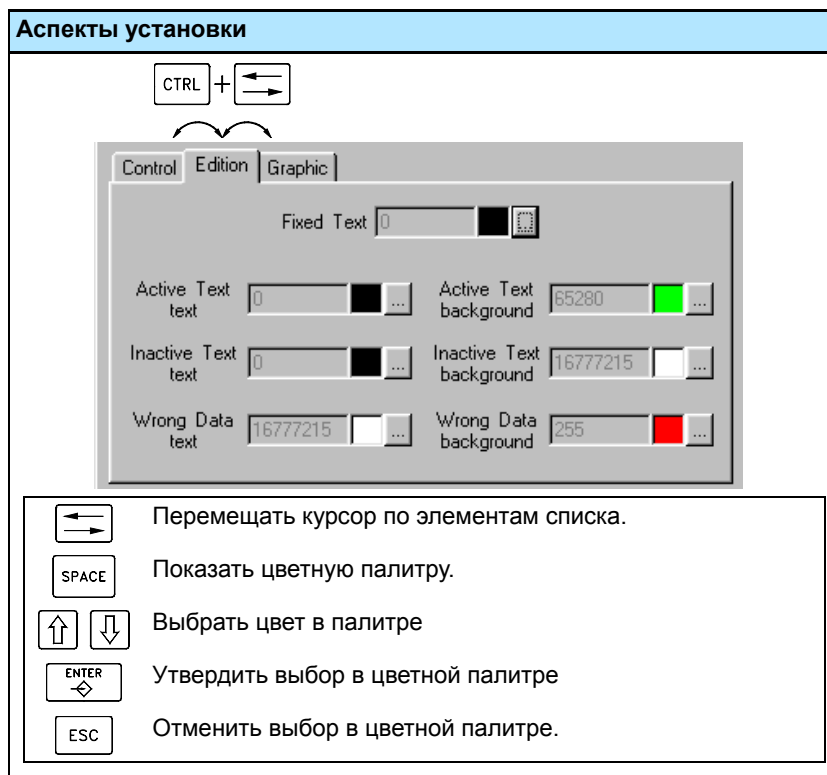 Аспекты установки
CTRL +
Control Edition Graphic
Fixed Text 0
Active Text text 0 ... Active Text background 65280 ...
Inactive Text text 0 ... Inactive Text background 16777215 ...
Wrong Data text 16777215 ... Wrong Data background 255 ...
Перемещать курсор по элементам списка.
SPACE Показать цветную палитру.
Выбрать цвет в палитре
ENTER Утвердить выбор в цветной палитре
ESC Отменить выбор в цветной палитре.